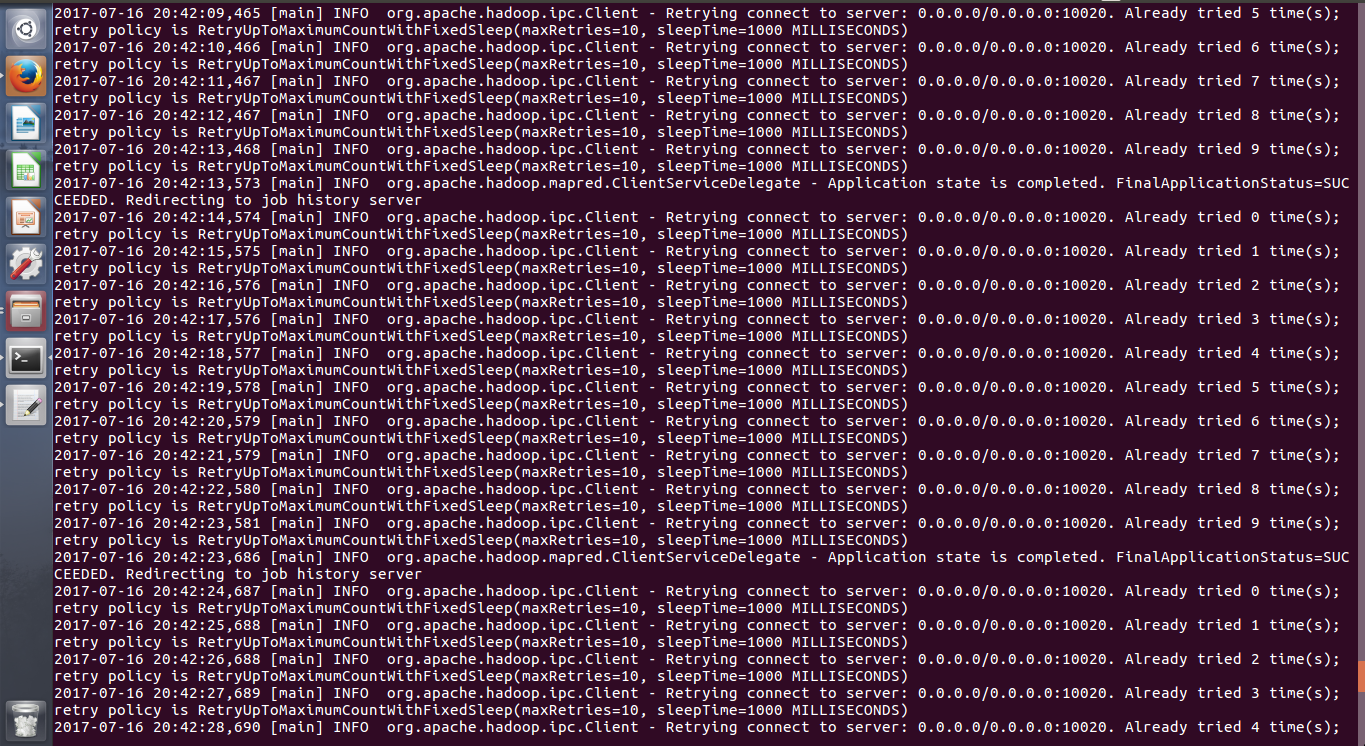 2017-07-16 20:42:09,465 [main] INFO  org.apache.hadoop.ipc.Client - Retrying connect to server: 0.0.0.0/0.0.0.0:10020. Already tried 5 time(s);
retry policy is RetryUpToMaximumCountWithFixedSleep(maxRetries=10, sleepTime=1000 MILLISECONDS)
2017-07-16 20:42:10,466 [main] INFO  org.apache.hadoop.ipc.Client - Retrying connect to server: 0.0.0.0/0.0.0.0:10020. Already tried 6 time(s);
retry policy is RetryUpToMaximumCountWithFixedSleep(maxRetries=10, sleepTime=1000 MILLISECONDS)
2017-07-16 20:42:11,467 [main] INFO  org.apache.hadoop.ipc.Client - Retrying connect to server: 0.0.0.0/0.0.0.0:10020. Already tried 7 time(s);
retry policy is RetryUpToMaximumCountWithFixedSleep(maxRetries=10, sleepTime=1000 MILLISECONDS)
2017-07-16 20:42:12,467 [main] INFO  org.apache.hadoop.ipc.Client - Retrying connect to server: 0.0.0.0/0.0.0.0:10020. Already tried 8 time(s);
retry policy is RetryUpToMaximumCountWithFixedSleep(maxRetries=10, sleepTime=1000 MILLISECONDS)
2017-07-16 20:42:13,468 [main] INFO  org.apache.hadoop.ipc.Client - Retrying connect to server: 0.0.0.0/0.0.0.0:10020. Already tried 9 time(s);
retry policy is RetryUpToMaximumCountWithFixedSleep(maxRetries=10, sleepTime=1000 MILLISECONDS)
2017-07-16 20:42:13,573 [main] INFO  org.apache.hadoop.mapred.ClientServiceDelegate - Application state is completed. FinalApplicationStatus=SUC
CEEDED. Redirecting to job history server
2017-07-16 20:42:14,574 [main] INFO  org.apache.hadoop.ipc.Client - Retrying connect to server: 0.0.0.0/0.0.0.0:10020. Already tried 0 time(s);
retry policy is RetryUpToMaximumCountWithFixedSleep(maxRetries=10, sleepTime=1000 MILLISECONDS)
2017-07-16 20:42:15,575 [main] INFO  org.apache.hadoop.ipc.Client - Retrying connect to server: 0.0.0.0/0.0.0.0:10020. Already tried 1 time(s);
retry policy is RetryUpToMaximumCountWithFixedSleep(maxRetries=10, sleepTime=1000 MILLISECONDS)
2017-07-16 20:42:16,576 [main] INFO  org.apache.hadoop.ipc.Client - Retrying connect to server: 0.0.0.0/0.0.0.0:10020. Already tried 2 time(s);
retry policy is RetryUpToMaximumCountWithFixedSleep(maxRetries=10, sleepTime=1000 MILLISECONDS)
2017-07-16 20:42:17,576 [main] INFO  org.apache.hadoop.ipc.Client - Retrying connect to server: 0.0.0.0/0.0.0.0:10020. Already tried 3 time(s);
retry policy is RetryUpToMaximumCountWithFixedSleep(maxRetries=10, sleepTime=1000 MILLISECONDS)
2017-07-16 20:42:18,577 [main] INFO  org.apache.hadoop.ipc.Client - Retrying connect to server: 0.0.0.0/0.0.0.0:10020. Already tried 4 time(s);
retry policy is RetryUpToMaximumCountWithFixedSleep(maxRetries=10, sleepTime=1000 MILLISECONDS)
2017-07-16 20:42:19,578 [main] INFO  org.apache.hadoop.ipc.Client - Retrying connect to server: 0.0.0.0/0.0.0.0:10020. Already tried 5 time(s);
retry policy is RetryUpToMaximumCountWithFixedSleep(maxRetries=10, sleepTime=1000 MILLISECONDS)
2017-07-16 20:42:20,579 [main] INFO  org.apache.hadoop.ipc.Client - Retrying connect to server: 0.0.0.0/0.0.0.0:10020. Already tried 6 time(s);
retry policy is RetryUpToMaximumCountWithFixedSleep(maxRetries=10, sleepTime=1000 MILLISECONDS)
2017-07-16 20:42:21,579 [main] INFO  org.apache.hadoop.ipc.Client - Retrying connect to server: 0.0.0.0/0.0.0.0:10020. Already tried 7 time(s);
retry policy is RetryUpToMaximumCountWithFixedSleep(maxRetries=10, sleepTime=1000 MILLISECONDS)
2017-07-16 20:42:22,580 [main] INFO  org.apache.hadoop.ipc.Client - Retrying connect to server: 0.0.0.0/0.0.0.0:10020. Already tried 8 time(s);
retry policy is RetryUpToMaximumCountWithFixedSleep(maxRetries=10, sleepTime=1000 MILLISECONDS)
2017-07-16 20:42:23,581 [main] INFO  org.apache.hadoop.ipc.Client - Retrying connect to server: 0.0.0.0/0.0.0.0:10020. Already tried 9 time(s);
retry policy is RetryUpToMaximumCountWithFixedSleep(maxRetries=10, sleepTime=1000 MILLISECONDS)
2017-07-16 20:42:23,686 [main] INFO  org.apache.hadoop.mapred.ClientServiceDelegate - Application state is completed. FinalApplicationStatus=SUC
CEEDED. Redirecting to job history server
2017-07-16 20:42:24,687 [main] INFO  org.apache.hadoop.ipc.Client - Retrying connect to server: 0.0.0.0/0.0.0.0:10020. Already tried 0 time(s);
retry policy is RetryUpToMaximumCountWithFixedSleep(maxRetries=10, sleepTime=1000 MILLISECONDS)
2017-07-16 20:42:25,688 [main] INFO  org.apache.hadoop.ipc.Client - Retrying connect to server: 0.0.0.0/0.0.0.0:10020. Already tried 1 time(s);
retry policy is RetryUpToMaximumCountWithFixedSleep(maxRetries=10, sleepTime=1000 MILLISECONDS)
2017-07-16 20:42:26,688 [main] INFO  org.apache.hadoop.ipc.Client - Retrying connect to server: 0.0.0.0/0.0.0.0:10020. Already tried 2 time(s);
retry policy is RetryUpToMaximumCountWithFixedSleep(maxRetries=10, sleepTime=1000 MILLISECONDS)
2017-07-16 20:42:27,689 [main] INFO  org.apache.hadoop.ipc.Client - Retrying connect to server: 0.0.0.0/0.0.0.0:10020. Already tried 3 time(s);
retry policy is RetryUpToMaximumCountWithFixedSleep(maxRetries=10, sleepTime=1000 MILLISECONDS)
2017-07-16 20:42:28,690 [main] INFO  org.apache.hadoop.ipc.Client - Retrying connect to server: 0.0.0.0/0.0.0.0:10020. Already tried 4 time(s);